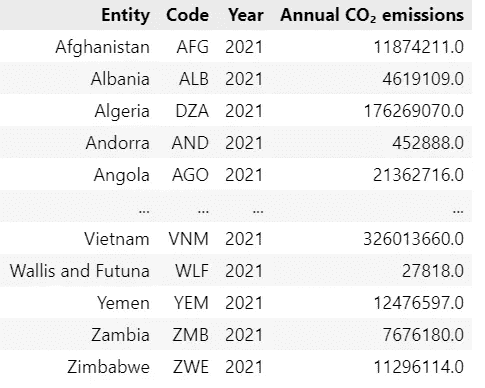 Entity Code Year Annual CO₂ emissions
Afghanistan AFG 2021 11874211.0
Albania ALB 2021 4619109.0
Algeria DZA 2021 176269070.0
Andorra AND 2021 452888.0
Angola AGO 2021 21362716.0
... ... ... ...
Vietnam VNM 2021 326013660.0
Wallis and Futuna WLF 2021 27818.0
Yemen YEM 2021 12476597.0
Zambia ZMB 2021 7676180.0
Zimbabwe ZWE 2021 11296114.0